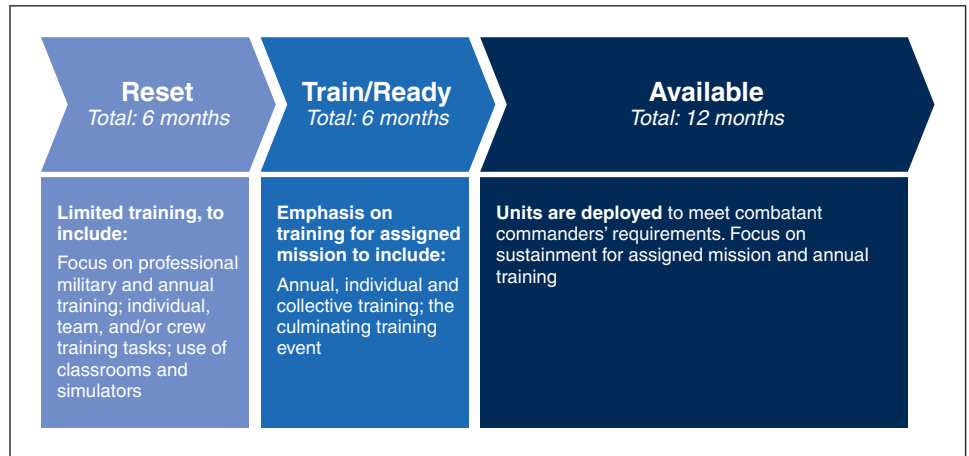 Reset
Total: 6 months
Train/Ready
Total: 6 months
Available
Total: 12 months
Limited training, to
include:
Focus on professional
military and annual
training; individual,
team, and/or crew
training tasks; use of
classrooms and
simulators
Emphasis on
training for assigned
mission to include:
Annual, individual and
collective training; the
culminating training
event
Units are deployed to meet combatant
commanders’ requirements. Focus on
sustainment for assigned mission and annual
training